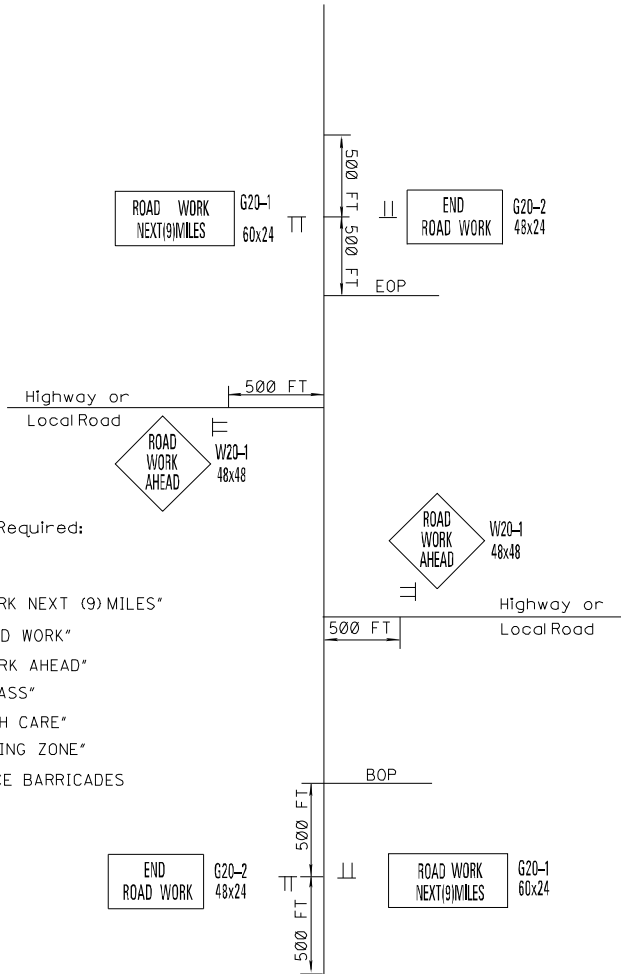 500 FT
ROAD WORK
NEXT(9)MILES
G20-1
60x24
END
ROAD WORK
G20-2
48x24
500 FT
EOP
500 FT
Highway or
Local Road
ROAD
WORK
AHEAD
W20-1
48x48
Required:
ROAD
WORK
AHEAD
W20-1
48x48
RK NEXT (9) MILES"
D WORK"
RK AHEAD"
ASS"
H CARE"
ING ZONE"
CE BARRICADES
500 FT
Highway or
Local Road
BOP
500 FT
END
ROAD WORK
G20-2
48x24
ROAD WORK
NEXT(9)MILES
G20-1
60x24
500 FT